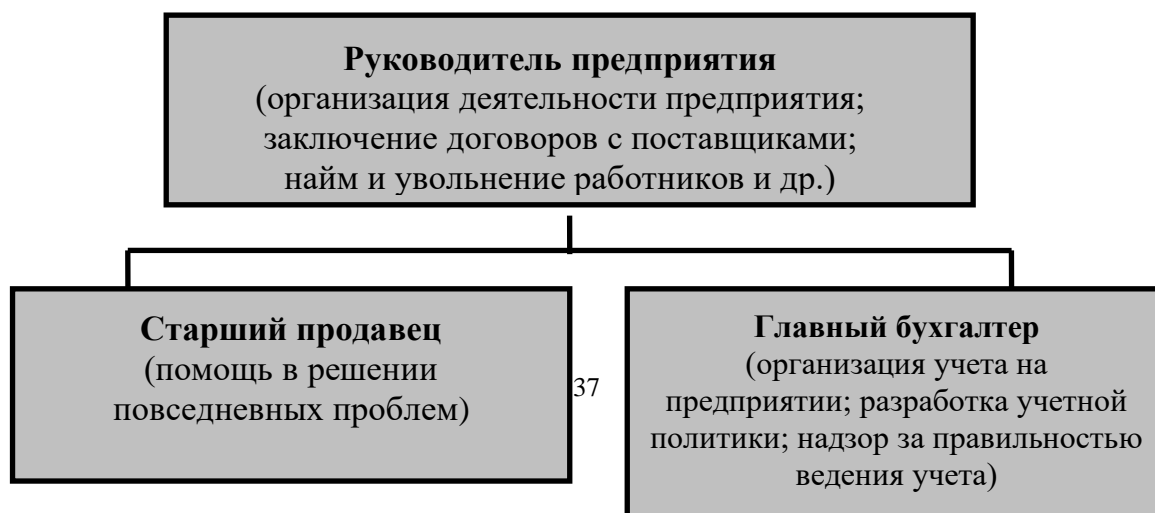 Руководитель предприятия
(организация деятельности предприятия;
заключение договоров с поставщиками;
найм и увольнение работников и др.)
Старший продавец
(помощь в решении
повседневных проблем)
37
Главный бухгалтер
(организация учета на
предприятии; разработка учетной
политики; надзор за правильностью
ведения учета)